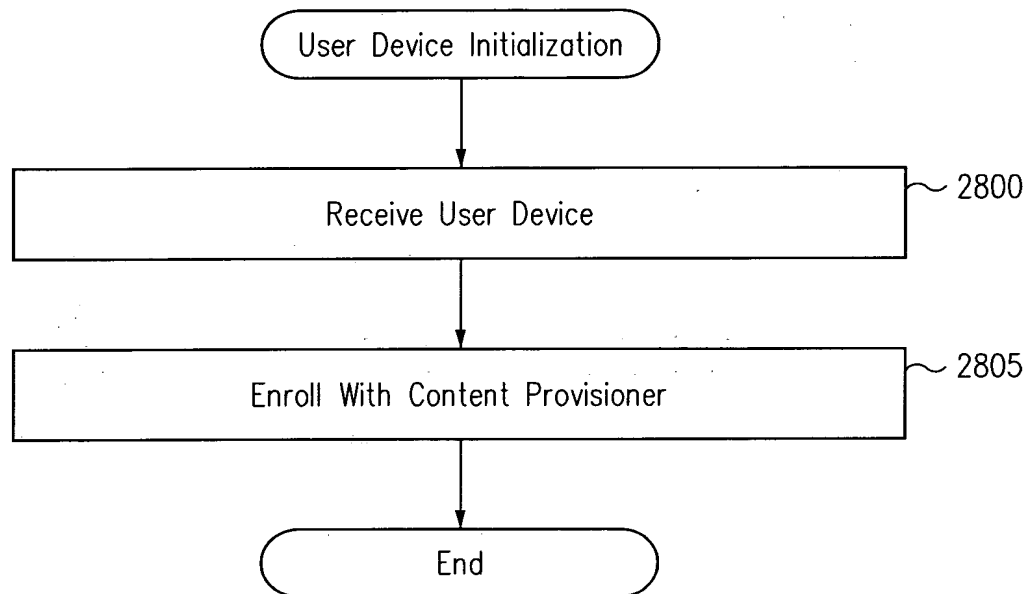 User Device Initialization
Receive User Device
2800
Enroll With Content Provisioner
2805
End